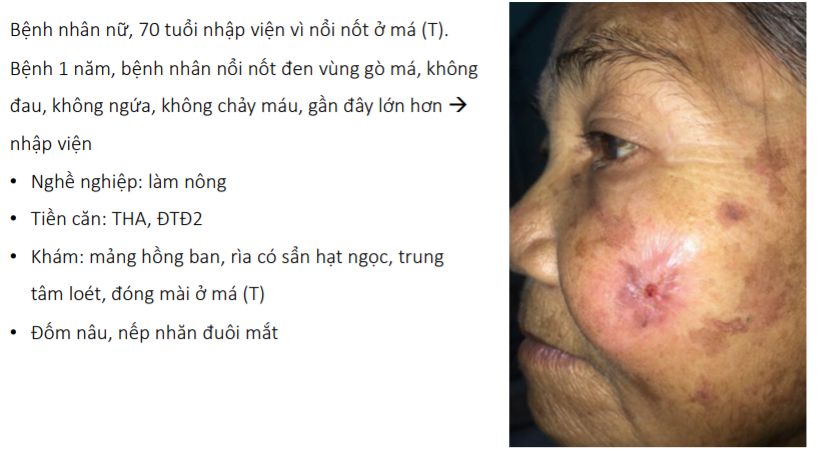 Bệnh nhân nữ, 70 tuổi nhập viện vì nổi nốt ở má (T).
Bệnh 1 năm, bệnh nhân nổi nốt đen vùng gò má, không
đau, không ngứa, không chảy máu, gần đây lớn hơn →
nhập viện
• Nghề nghiệp: làm nông
• Tiền căn: THA, ĐTĐ2
• Khám: mảng hồng ban, rìa có sẩn hạt ngọc, trung
tâm loét, đóng mài ở má (T)
• Đốm nâu, nếp nhăn đuôi mắt